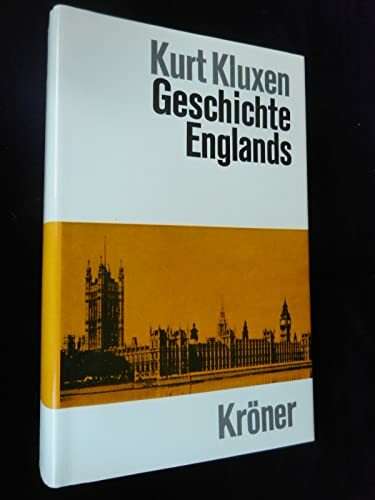 Kurt Kluxen
Geschichte
Englands
Kröner